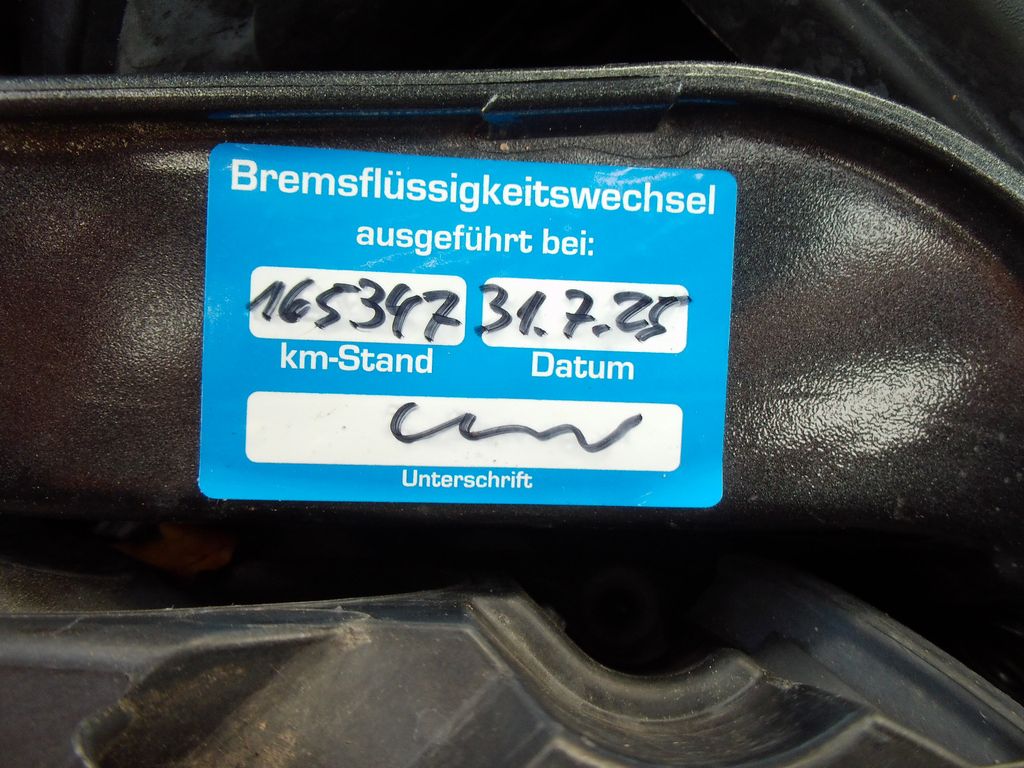 Bremsflüssigkeitswechsel
ausgeführt bei:
165347 31.7.25
km-Stand Datum
Unterschrift